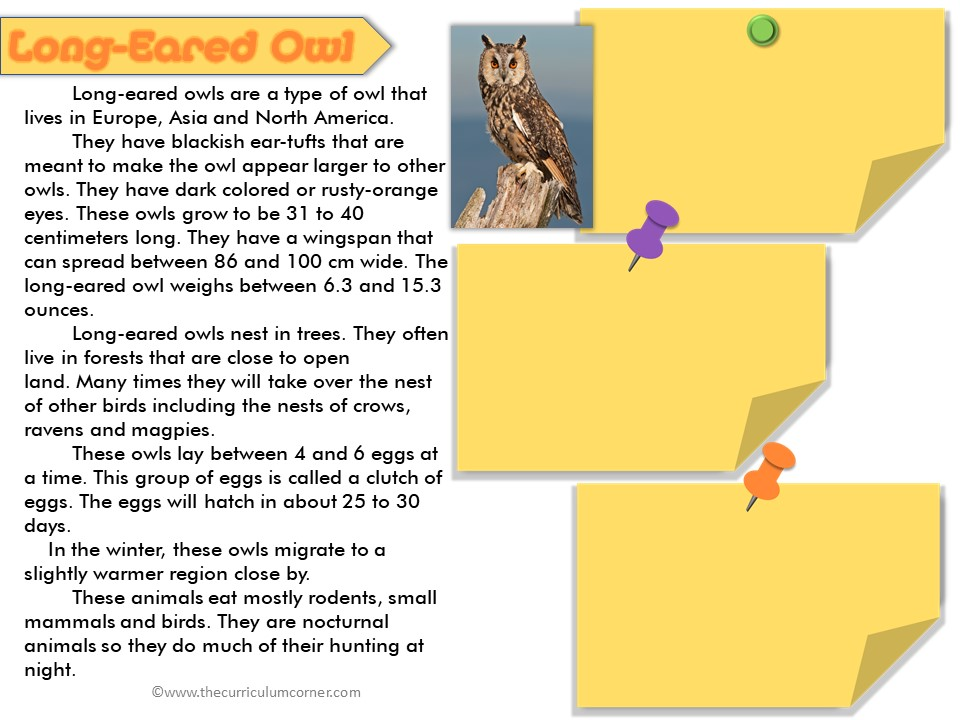 Long-Eared Owl
Long-eared owls are a type of owl that
lives in Europe, Asia and North America.
They have blackish ear-tufts that are
meant to make the owl appear larger to other
owls. They have dark colored or rusty-orange
eyes. These owls grow to be 31 to 40
centimeters long. They have a wingspan that
can spread between 86 and 100 cm wide. The
long-eared owl weighs between 6.3 and 15.3
ounces.
Long-eared owls nest in trees. They often
live in forests that are close to open
land. Many times they will take over the nest
of other birds including the nests of crows,
ravens and magpies.
These owls lay between 4 and 6 eggs at
a time. This group of eggs is called a clutch of
eggs. The eggs will hatch in about 25 to 30
days.
In the winter, these owls migrate to a
slightly warmer region close by.
These animals eat mostly rodents, small
mammals and birds. They are nocturnal
animals so they do much of their hunting at
night.
©www.thecurriculumcorner.com